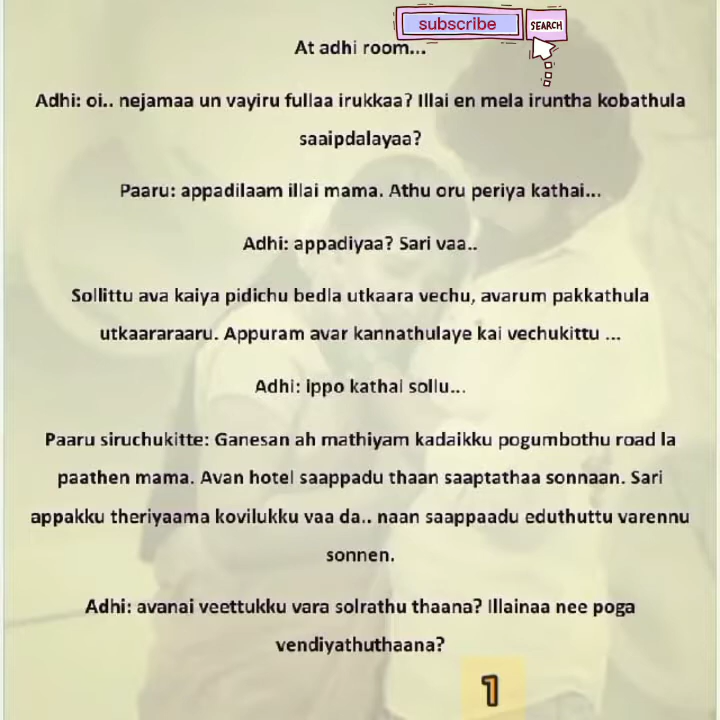 subscribe SEARCH
At adhi room...
Adhi: oi.. nejamaa un vayiru fullaa irukkaa? Illai en mela iruntha kobathula
saaipdalayaa?
Paaru: appadilaam illai mama. Athu oru periya kathai...
Adhi: appadiyaa? Sari vaa..
Sollittu ava kaiya pidichu bedla utkaara vechu, avarum pakkathula
utkaararaaru. Appuram avar kannathulaye kai vechukittu ...
Adhi: ippo kathai sollu...
Paaru siruchukitte: Ganesan ah mathiyam kadaikku pogumbothu road la
paathen mama. Avan hotel saappadu thaan saaptathaa sonnaan. Sari
appakku theriyaama kovilukku vaa da.. naan saappaadu eduthuttu varennu
sonnen.
Adhi: avanai veettukku vara solrathu thaana? Illainaa nee poga
vendiyathuthaana?
1